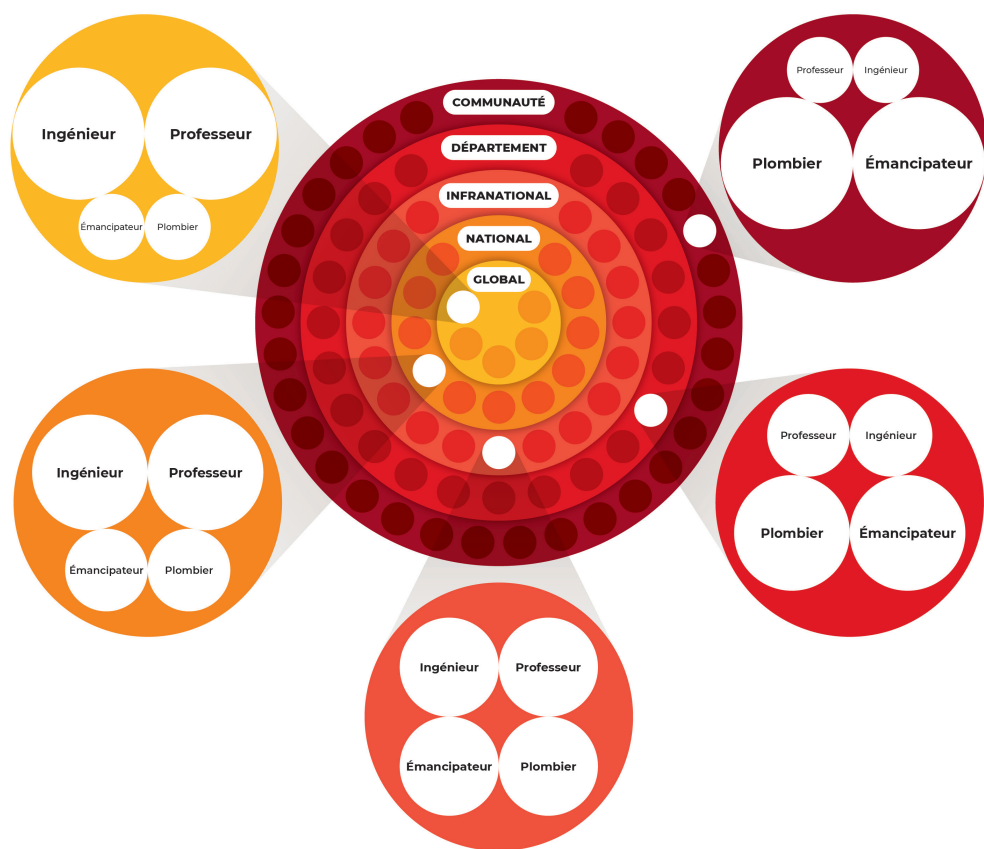 COMMUNAUTÉ
DÉPARTEMENT
INFRANATIONAL
NATIONAL
GLOBAL
Ingénieur
Professeur
Émancipateur
Plombier
Professeur
Ingénieur
Plombier
Émancipateur
Ingénieur
Professeur
Émancipateur
Plombier
Professeur
Ingénieur
Plombier
Émancipateur
Ingénieur
Professeur
Émancipateur
Plombier